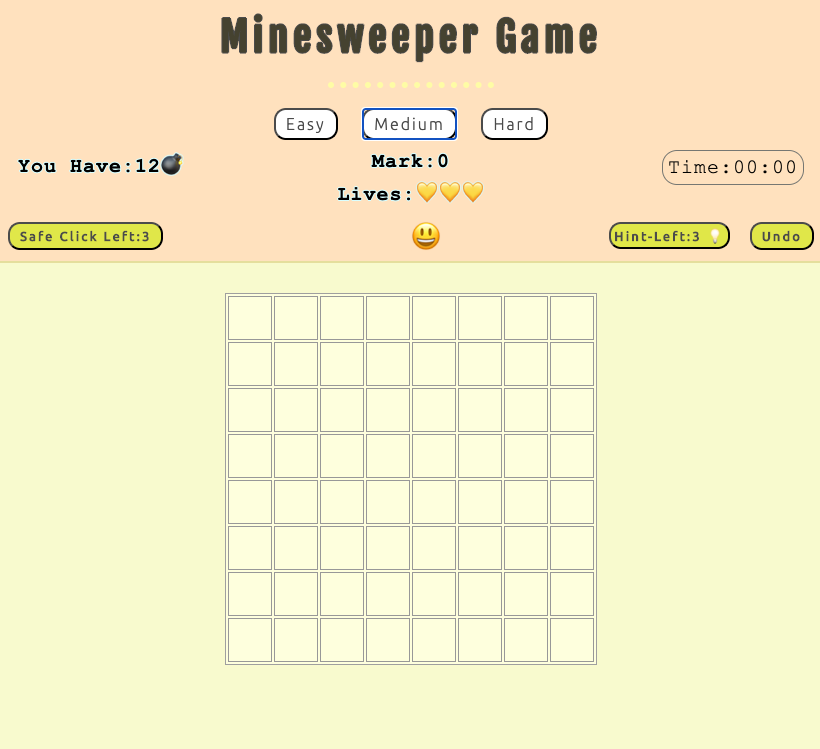 Minesweeper Game
Easy Medium Hard
You Have:12💣 Mark:0 Time:00:00
Lives:💛💛💛
Safe Click Left:3 😃 Hint-Left:3 💡 Undo